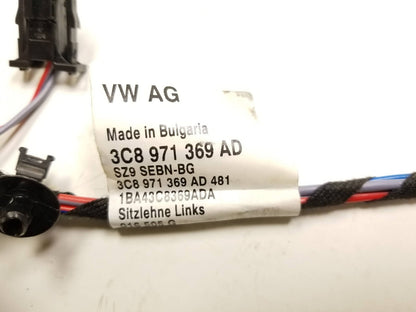 VW AG
Made in Bulgaria
3C8 971 369 AD
SZ9 SEBN-BG
3C8 971 369 AD 481
1BA43C8369ADA
Sitzlehne Links